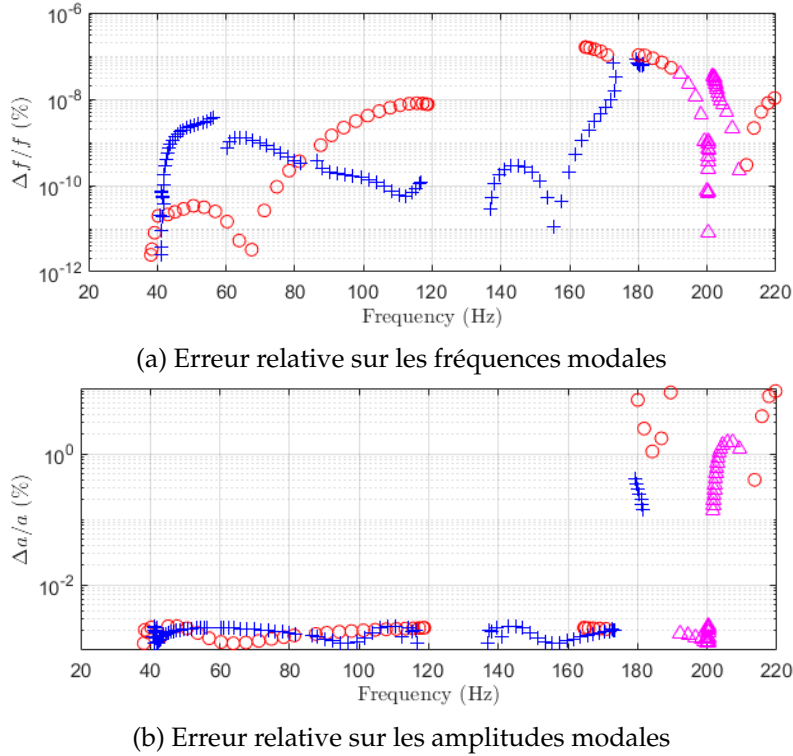 10^-6
10^-8
10^-10
10^-12
Δf/f (%)
20 40 60 80 100 120 140 160 180 200 220
Frequency (Hz)
(a) Erreur relative sur les fréquences modales
10^0
10^-2
Δa/a (%)
20 40 60 80 100 120 140 160 180 200 220
Frequency (Hz)
(b) Erreur relative sur les amplitudes modales